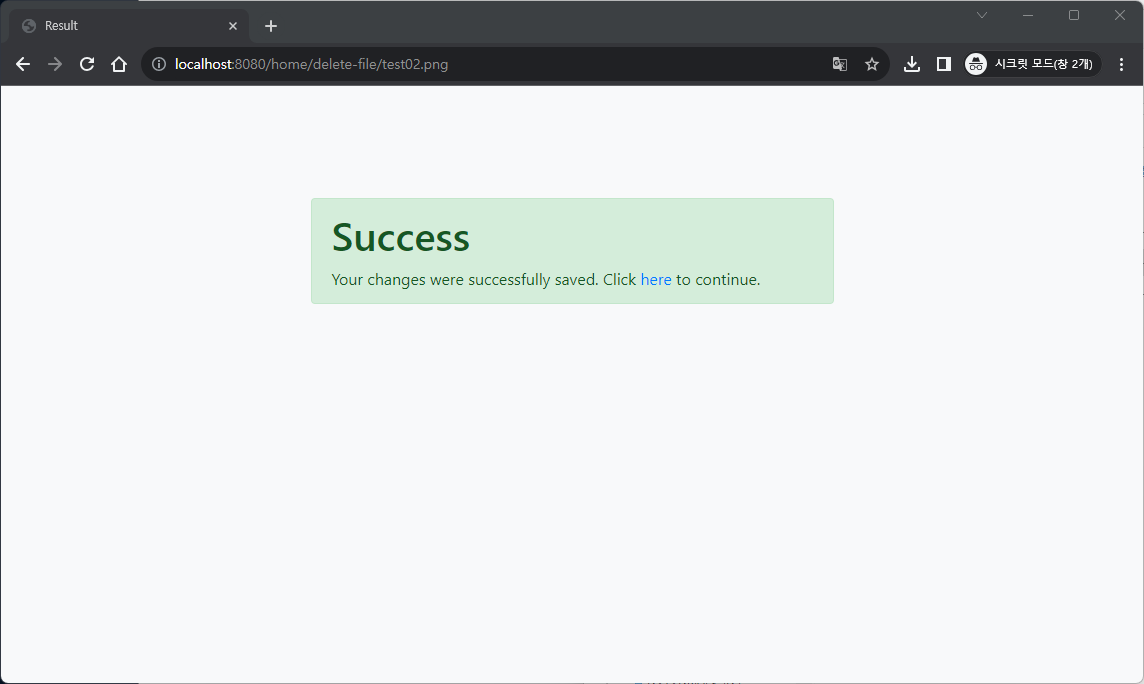 Result
localhost:8080/home/delete-file/test02.png
시크릿 모드(창 2개)
Success
Your changes were successfully saved. Click here to continue.